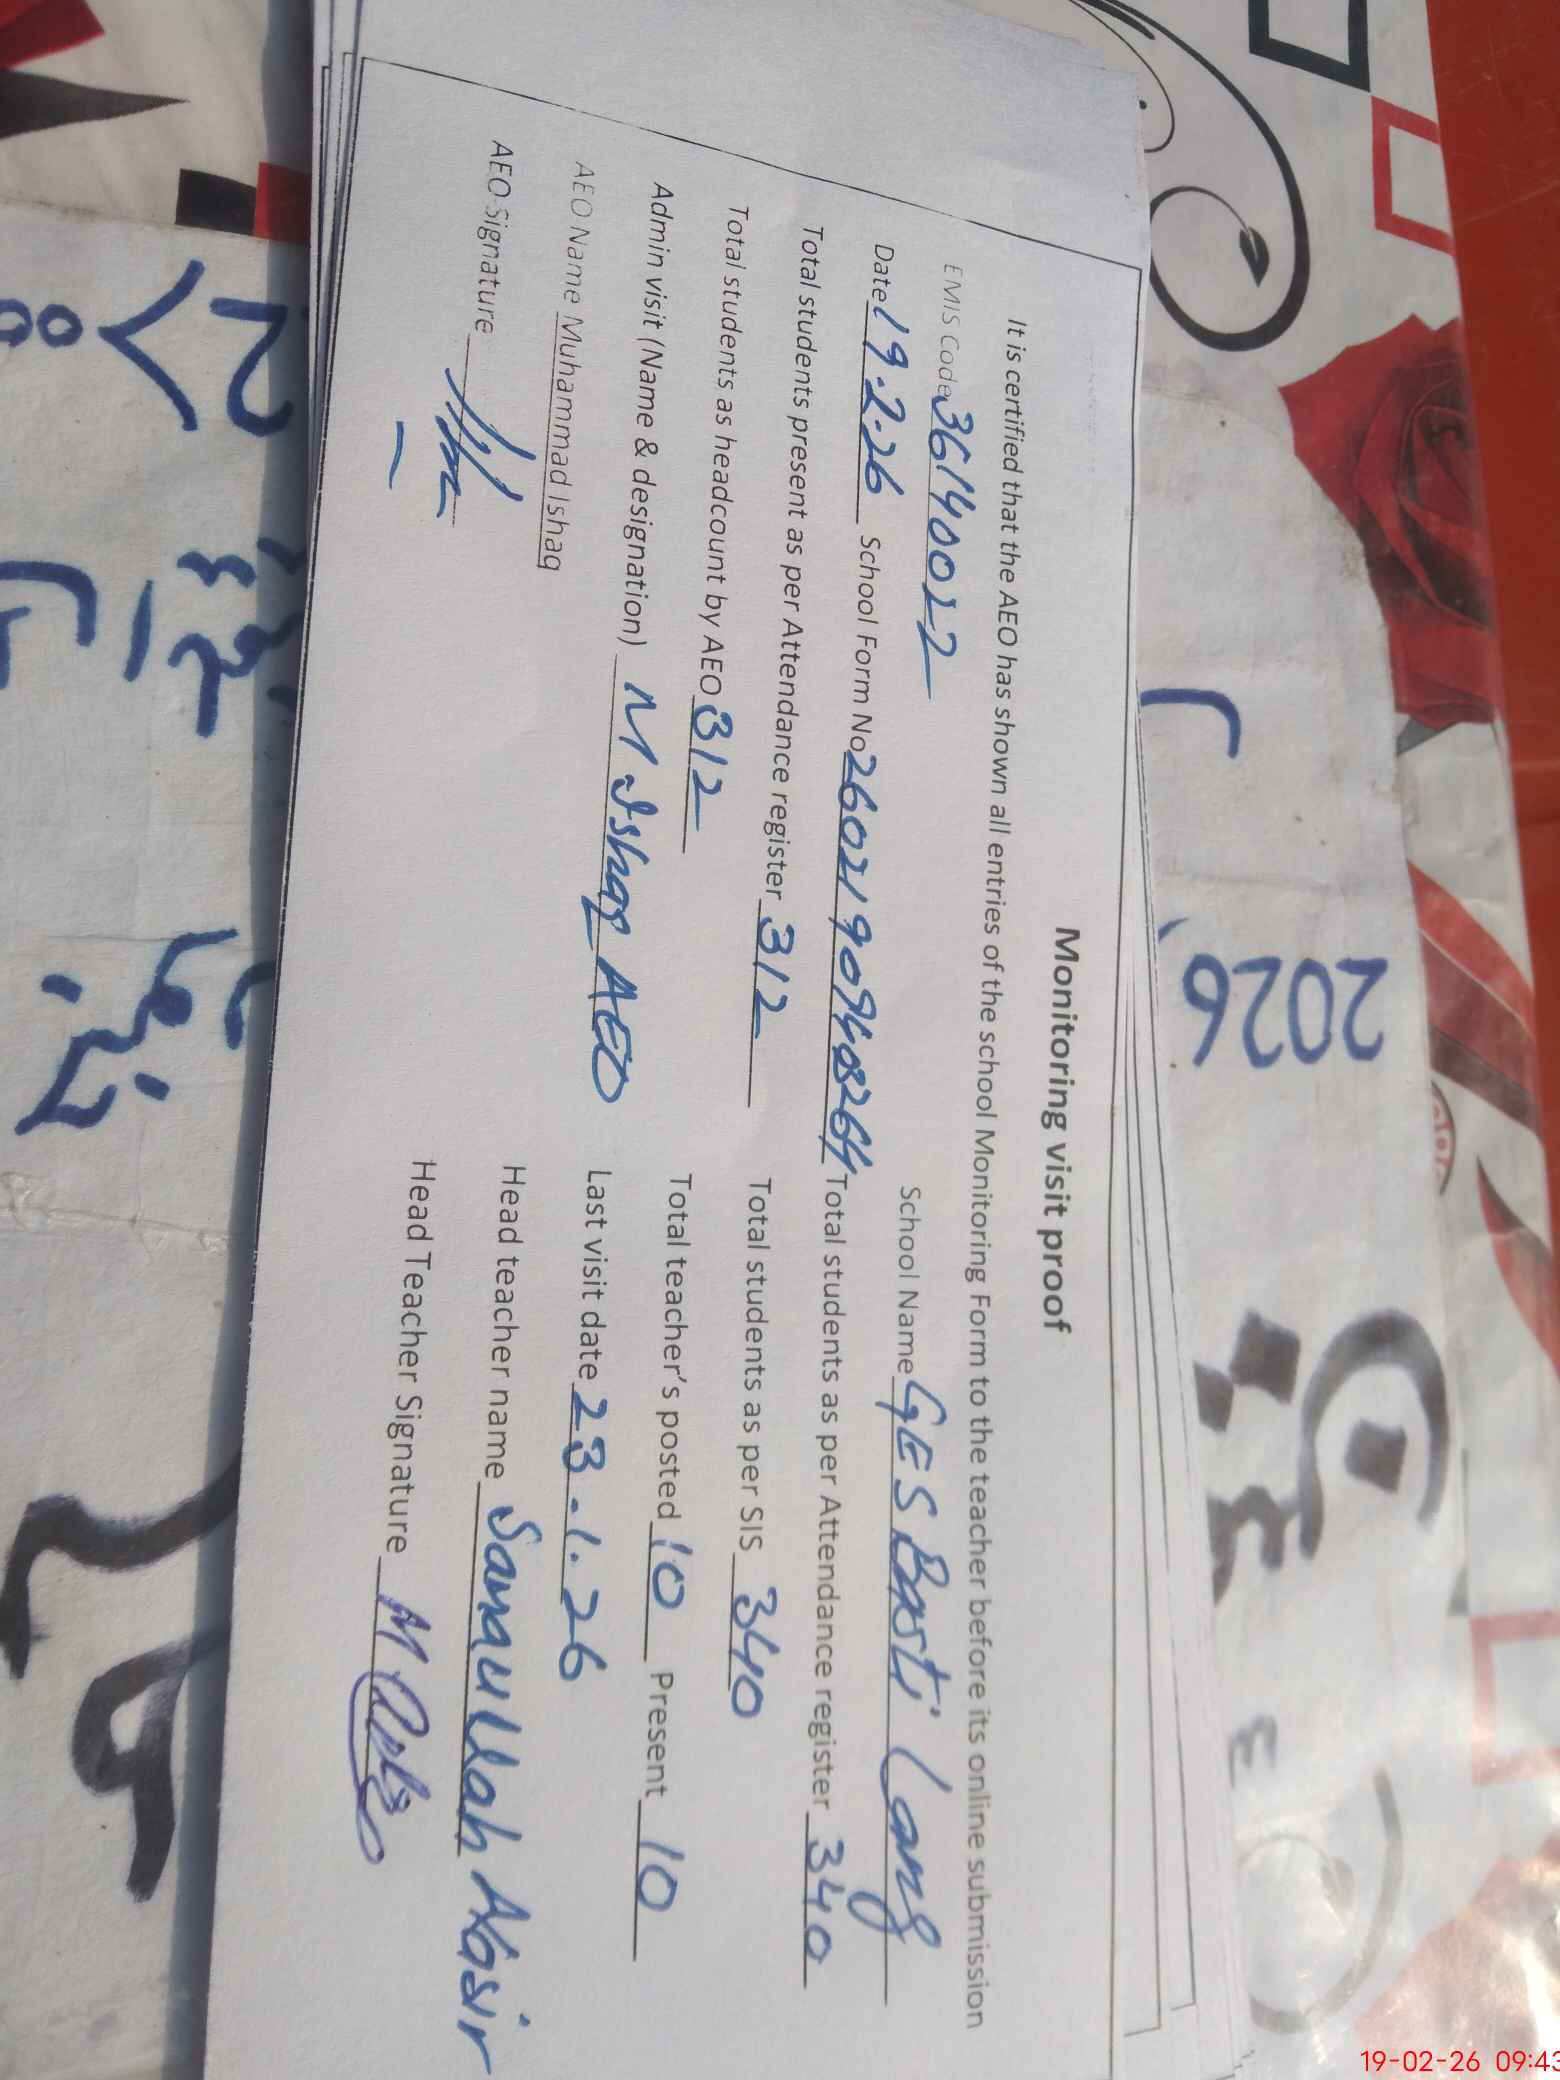 Monitoring visit proof
It is certified that the AEO has shown all entries of the school Monitoring Form to the teacher before its online submission
EMIS Code 36140022 School Name GES Basti Lang
Date 19.2.26 School Form No 26021909408264 Total students as per Attendance register 340
Total students present as per Attendance register 312 Total students as per SIS 340
Total students as headcount by AEO 312 Total teacher's posted 10 Present 10
Admin visit (Name & designation) M Ishaq AEO Last visit date 23.1.26
AEO Name Muhammad Ishaq Head teacher name Sanaullah Nasir
AEO Signature Head Teacher Signature
2026
19-02-26 09:43